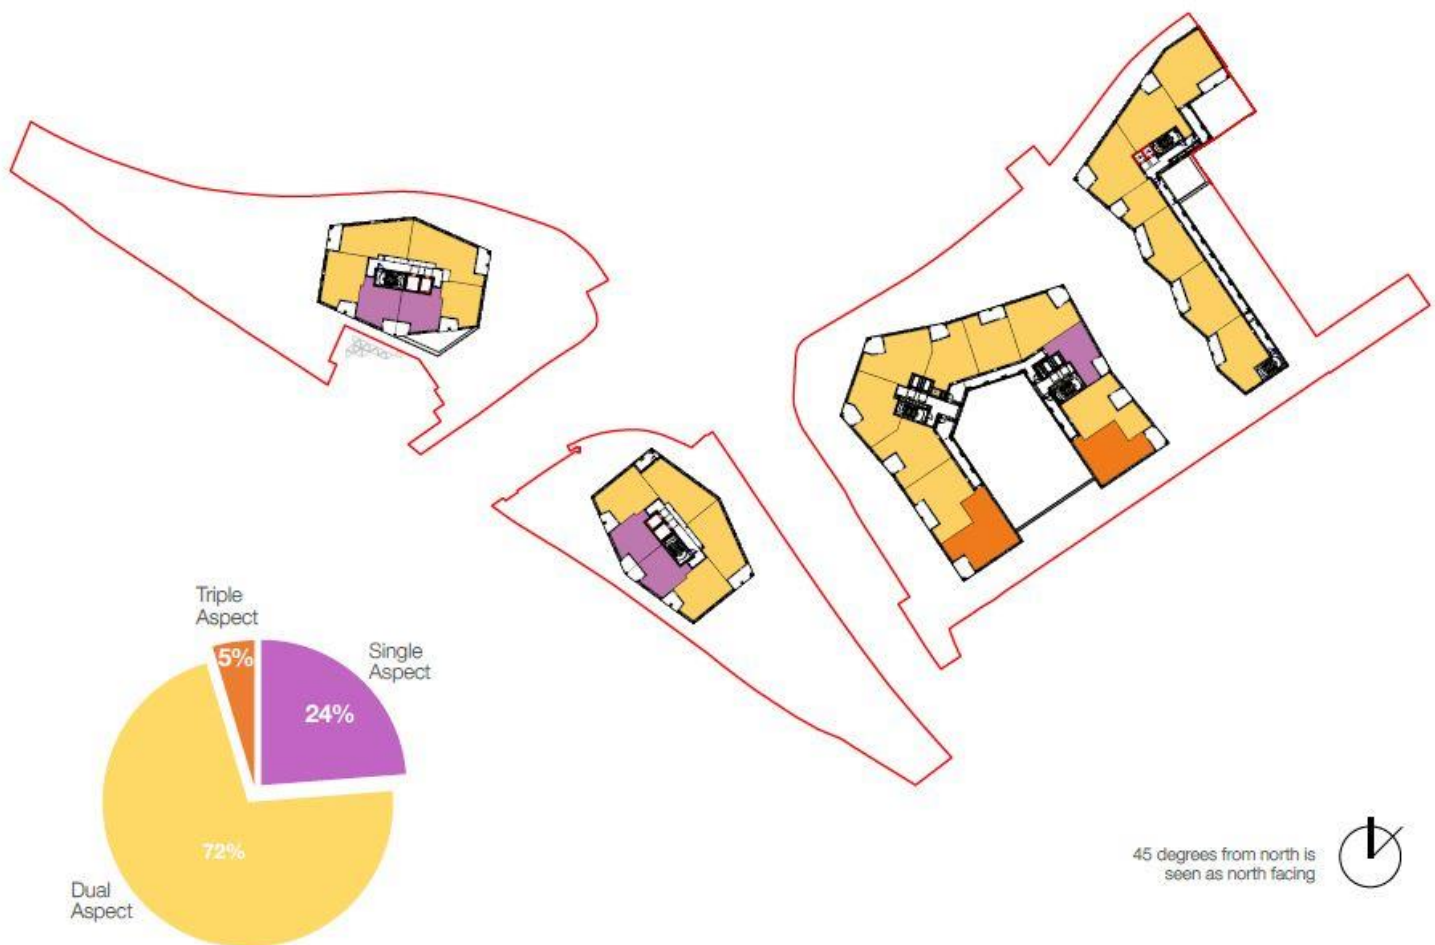 Triple
Aspect
5%
Single
Aspect
24%
72%
Dual
Aspect
45 degrees from north is
seen as north facing